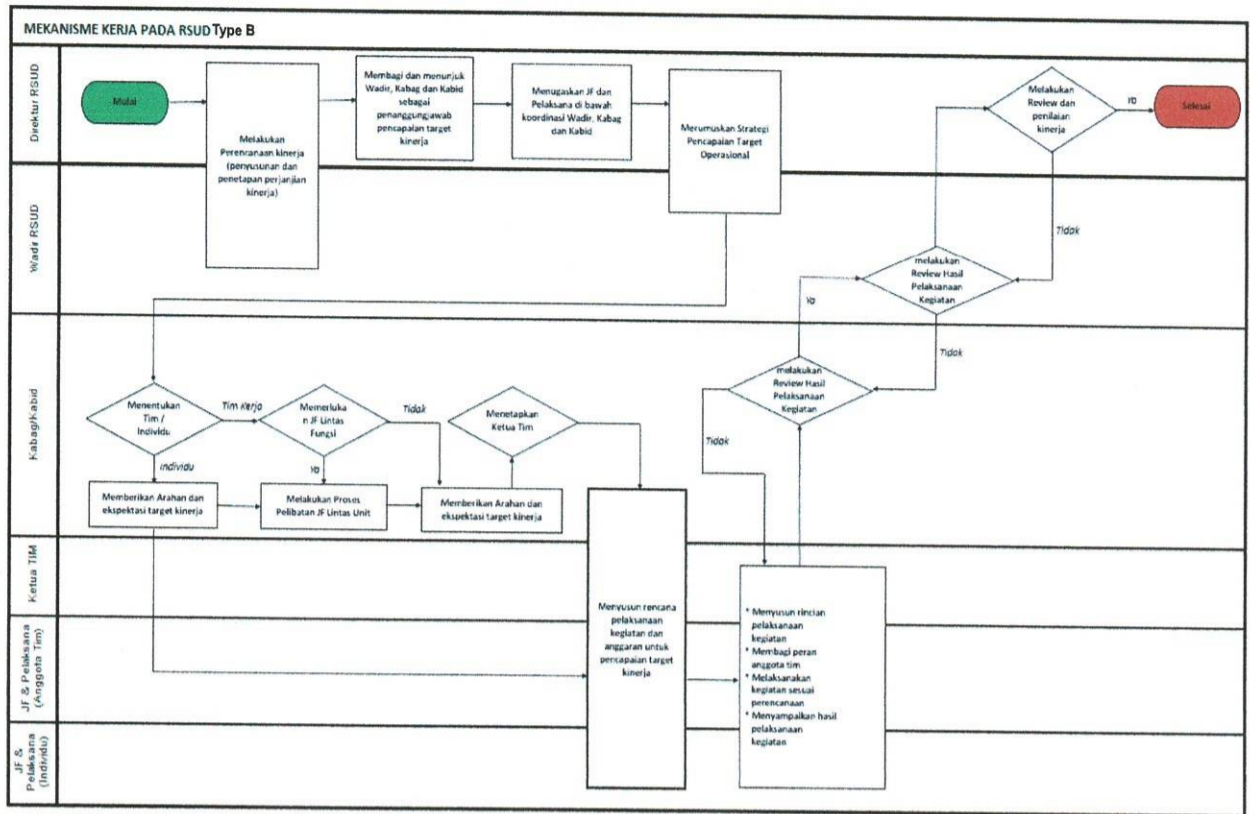 MEKANISME KERJA PADA RSUD Type B
Direktur RSUD
Mulai
Melakukan
Perencanaan kinerja
(penyusunan dan
penetapan perjanjian
kinerja)
Membagi dan menunjuk
Wadir, Kabag dan Kabid
sebagai
penanggungjawab
pencapaian target
kinerja
Menugaskan JF dan
Pelaksana di bawah
koordinasi Wadir, Kabag
dan Kabid
Merumuskan Strategi
Pencapaian Target
Operasional
Melakukan
Review dan
penilaian
kinerja
Ya
Selesai
Tidak
Wadir RSUD
melakukan
Review Hasil
Pelaksanaan
Kegiatan
Ya
Tidak
Kabag/Kabid
Menentukan
Tim /
Individu
Tim Kerja
Individu
Memerluka
n JF Lintas
Fungsi
Tidak
Ya
Menetapkan
Ketua Tim
melakukan
Review Hasil
Pelaksanaan
Kegiatan
Tidak
Memberikan Arahan dan
ekspektasi target kinerja
Melakukan Proses
Pelibatan JF Lintas Unit
Memberikan Arahan dan
ekspektasi target kinerja
Ketua TIM
JF & Pelaksana
(Anggota Tim)
JF &
Pelaksana
(Individu)
Menyusun rencana
pelaksanaan
kegiatan dan
anggaran untuk
pencapaian target
kinerja
* Menyusun rincian
pelaksanaan
kegiatan
* Membagi peran
anggota tim
* Melaksanakan
kegiatan sesuai
perencanaan
* Menyampaikan hasil
pelaksanaan
kegiatan